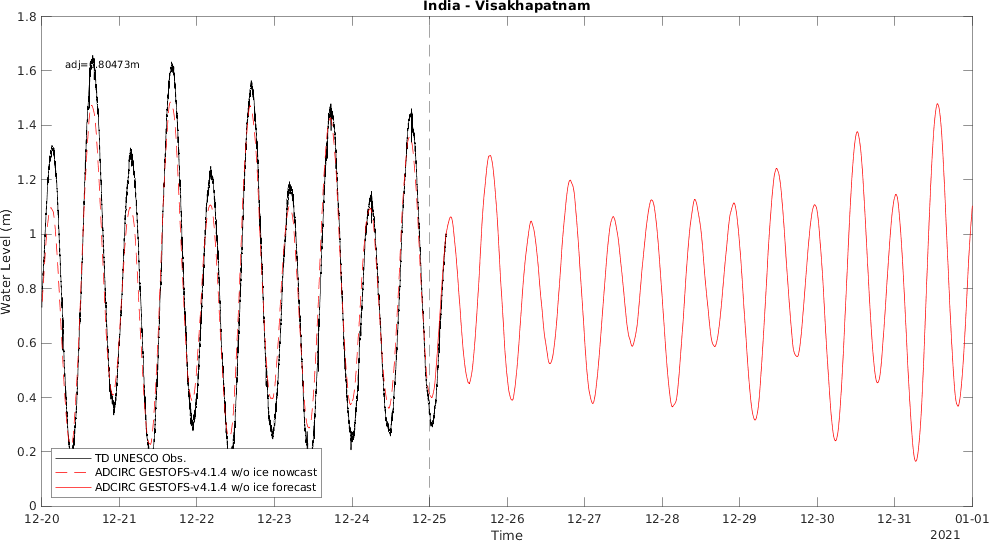 India - Visakhapatnam
1.8
1.6
1.4
1.2
1
0.8
0.6
0.4
0.2
0
Water Level (m)
TD UNESCO Obs.
ADCIRC GESTOFS-v4.1.4 w/o ice nowcast
ADCIRC GESTOFS-v4.1.4 w/o ice forecast
12-20 12-21 12-22 12-23 12-24 12-25 12-26 12-27 12-28 12-29 12-30 12-31 01-01
Time
2021